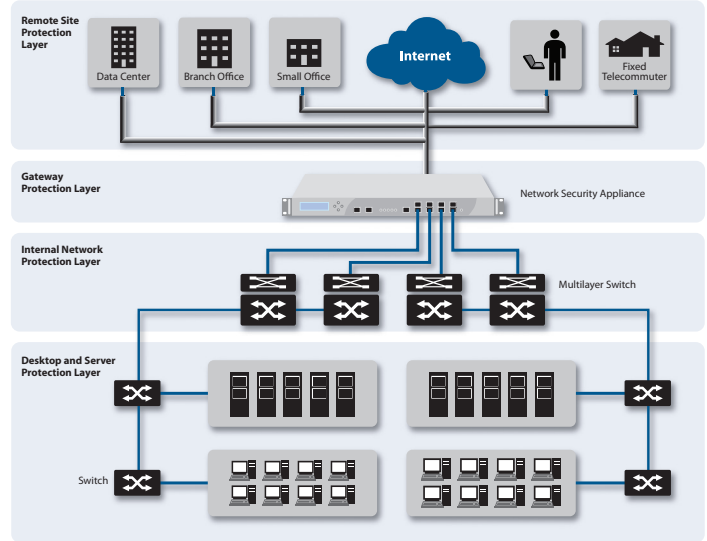 Remote Site
Protection
Layer
Data Center
Branch Office
Small Office
Internet
Fixed
Telecommuter
Gateway
Protection Layer
Network Security Appliance
Internal Network
Protection Layer
Multilayer Switch
Desktop and Server
Protection Layer
Switch